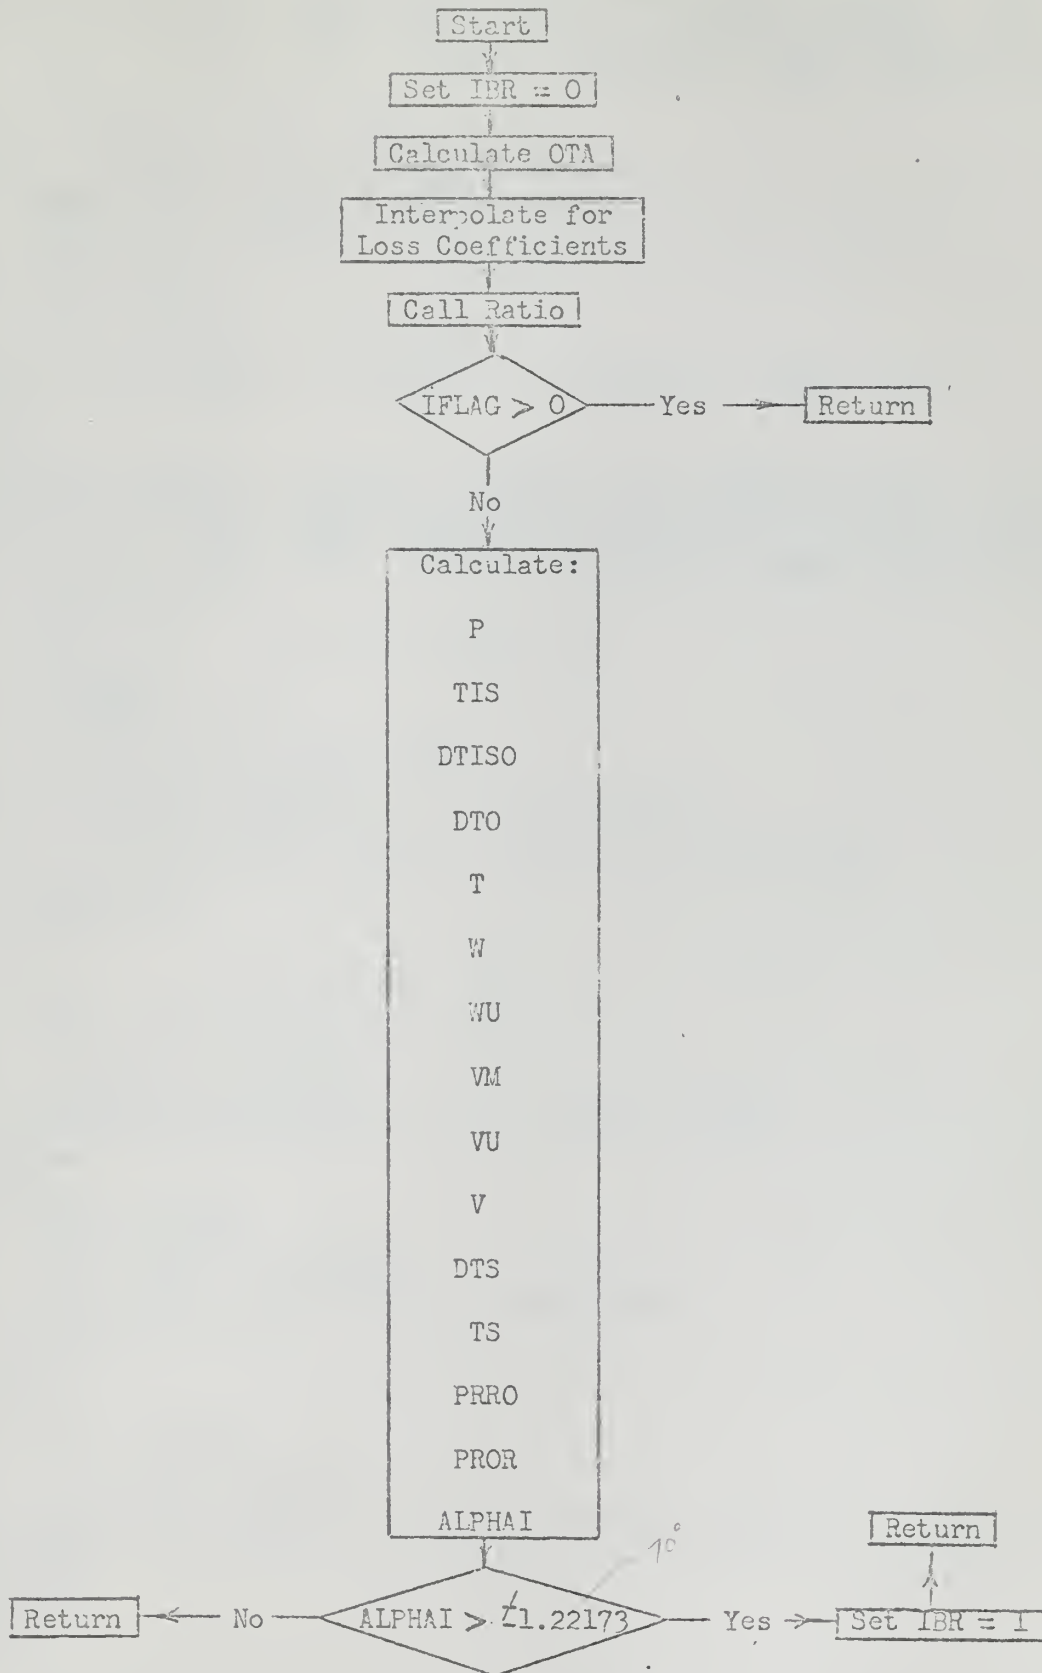 Start
Set IBR = 0
Calculate OTA
Interpolate for
Loss Coefficients
Call Ratio
IFLAG > 0
Yes
Return
No
Calculate:
P
TIS
DTISO
DTO
T
W
WU
VM
VU
V
DTS
TS
PRRO
PROR
ALPHAI
Return
No
ALPHAI > ±1.22173
Yes
Set IBR = 1
Return